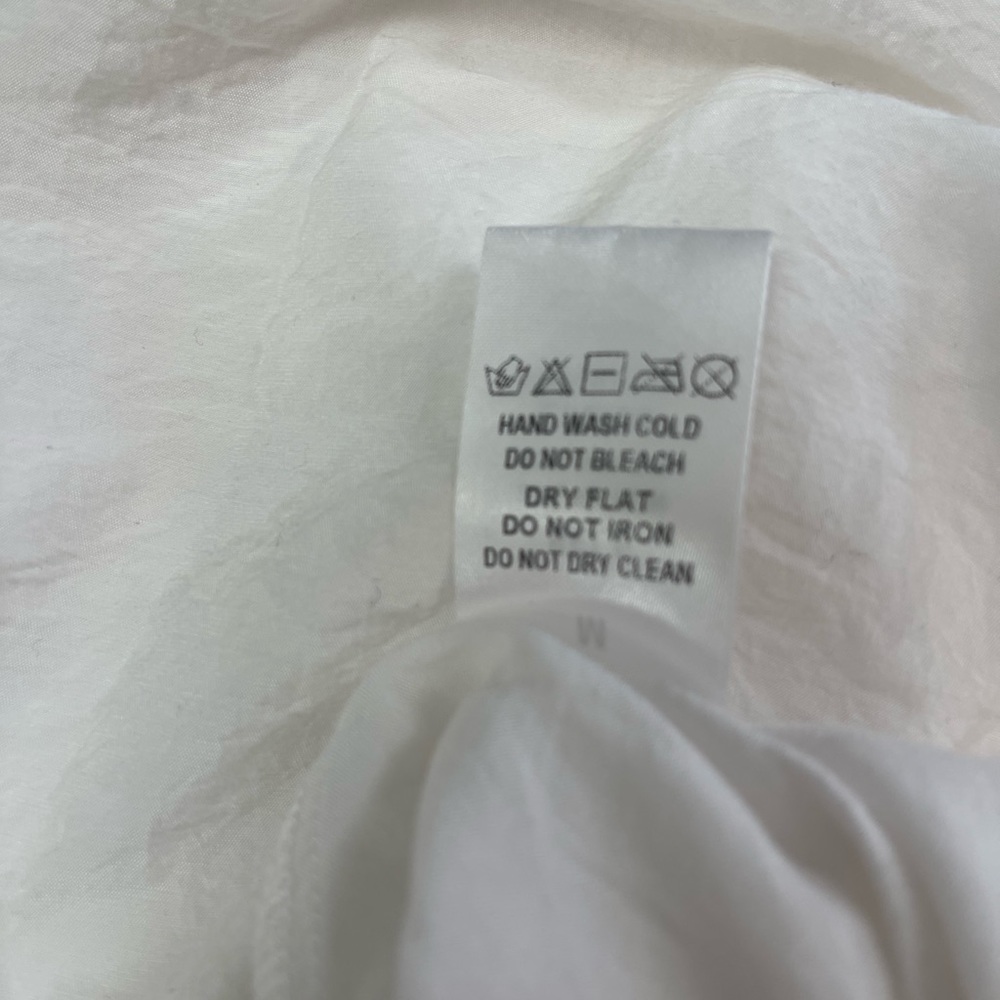 HAND WASH COLD
DO NOT BLEACH
DRY FLAT
DO NOT IRON
DO NOT DRY CLEAN
M